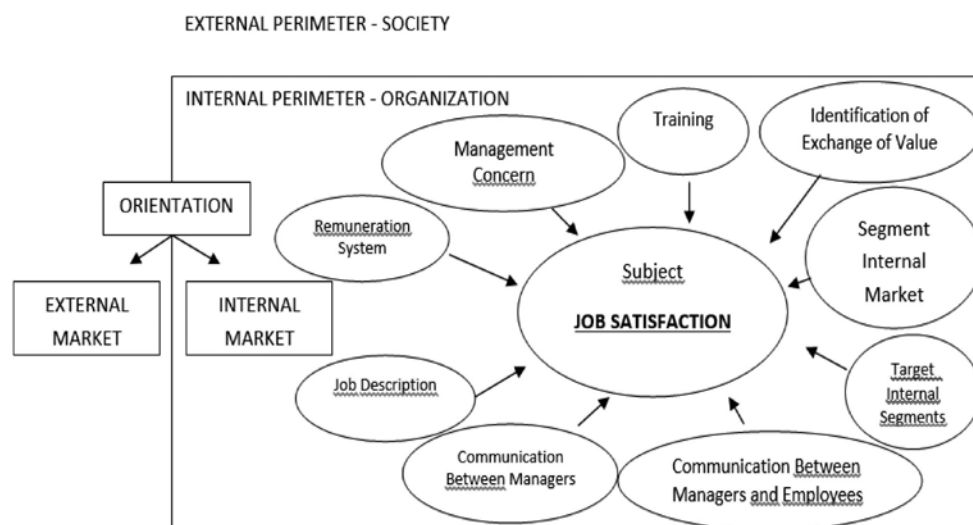 EXTERNAL PERIMETER - SOCIETY
INTERNAL PERIMETER - ORGANIZATION
Training
Identification of
Exchange of Value
Management
Concern
ORIENTATION
Remuneration
System
Segment
Internal
Market
Subject
JOB SATISFACTION
EXTERNAL
MARKET
INTERNAL
MARKET
Job Description
Target
Internal
Segments
Communication
Between Managers
Communication Between
Managers and Employees